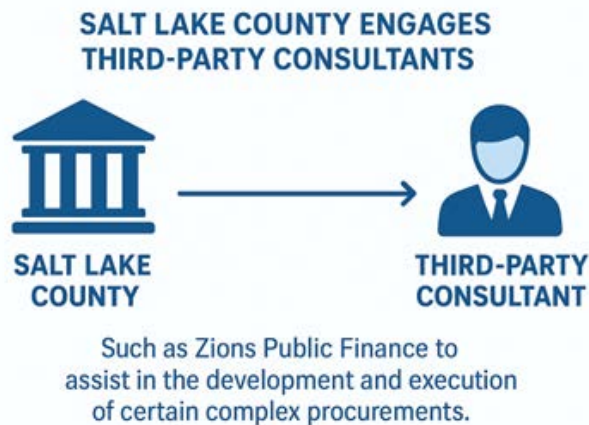 SALT LAKE COUNTY ENGAGES
THIRD-PARTY CONSULTANTS
SALT LAKE
COUNTY
THIRD-PARTY
CONSULTANT
Such as Zions Public Finance to
assist in the development and execution
of certain complex procurements.